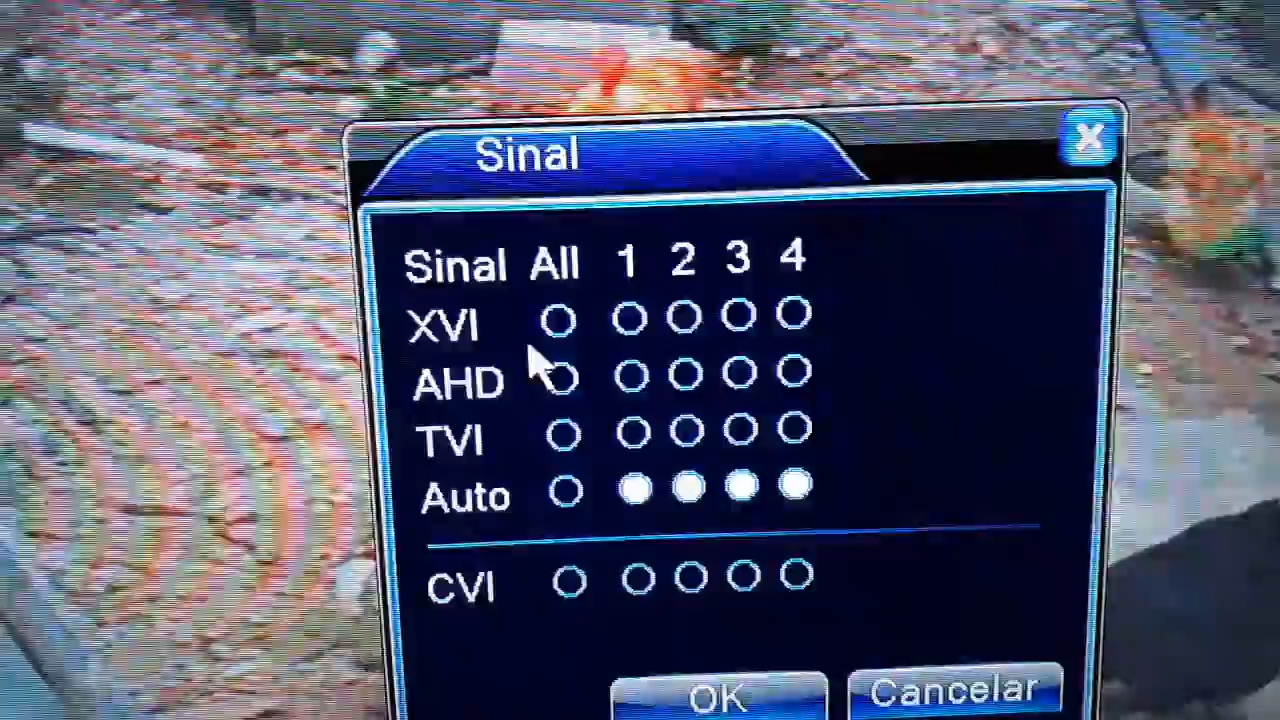 Sinal
Sinal All 1 2 3 4
XVI
AHD
TVI
Auto
CVI
OK Cancelar